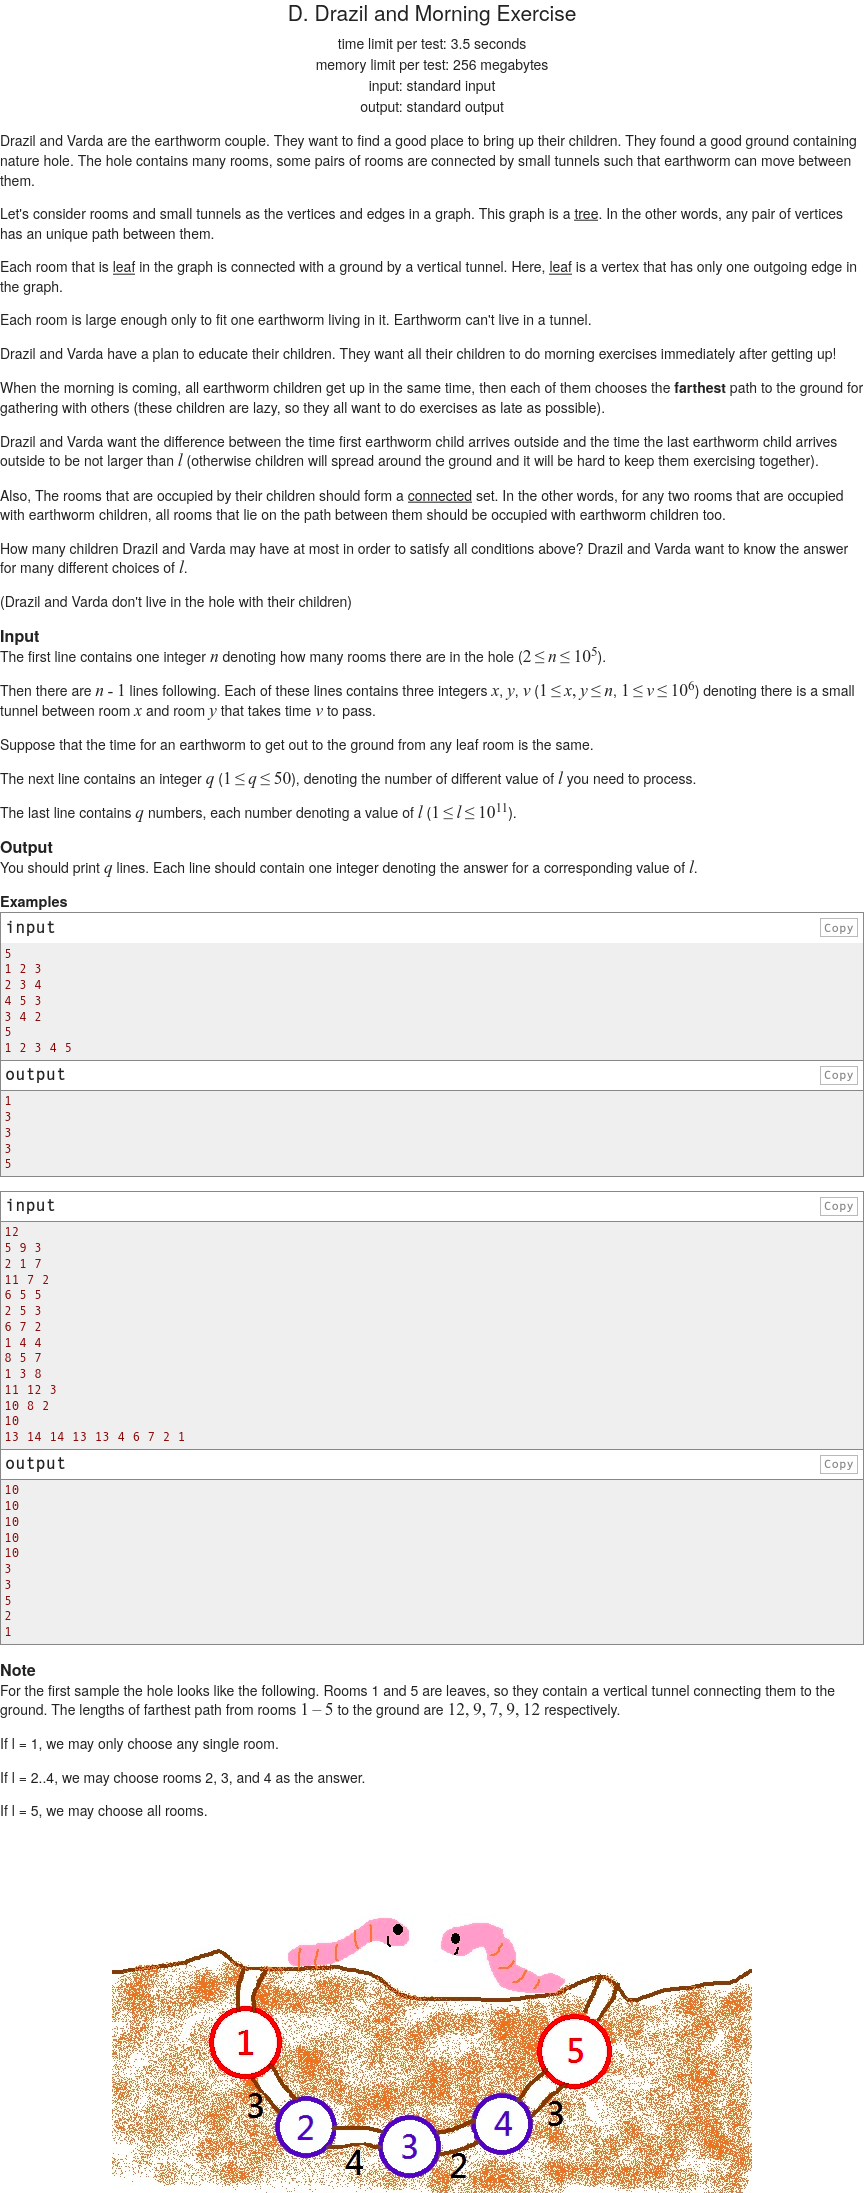 D. Drazil and Morning Exercise
time limit per test: 3.5 seconds
memory limit per test: 256 megabytes
input: standard input
output: standard output
Drazil and Varda are the earthworm couple. They want to find a good place to bring up their children. They found a good ground containing
nature hole. The hole contains many rooms, some pairs of rooms are connected by small tunnels such that earthworm can move between
them.
Let's consider rooms and small tunnels as the vertices and edges in a graph. This graph is a tree. In the other words, any pair of vertices
has an unique path between them.
Each room that is leaf in the graph is connected with a ground by a vertical tunnel. Here, leaf is a vertex that has only one outgoing edge in
the graph.
Each room is large enough only to fit one earthworm living in it. Earthworm can't live in a tunnel.
Drazil and Varda have a plan to educate their children. They want all their children to do morning exercises immediately after getting up!
When the morning is coming, all earthworm children get up in the same time, then each of them chooses the farthest path to the ground for
gathering with others (these children are lazy, so they all want to do exercises as late as possible).
Drazil and Varda want the difference between the time first earthworm child arrives outside and the time the last earthworm child arrives
outside to be not larger than l (otherwise children will spread around the ground and it will be hard to keep them exercising together).
Also, The rooms that are occupied by their children should form a connected set. In the other words, for any two rooms that are occupied
with earthworm children, all rooms that lie on the path between them should be occupied with earthworm children too.
How many children Drazil and Varda may have at most in order to satisfy all conditions above? Drazil and Varda want to know the answer
for many different choices of l.
(Drazil and Varda don't live in the hole with their children)
Input
The first line contains one integer n denoting how many rooms there are in the hole (2 ≤ n ≤ 10^5).
Then there are n - 1 lines following. Each of these lines contains three integers x, y, v (1 ≤ x, y ≤ n, 1 ≤ v ≤ 10^6) denoting there is a small
tunnel between room x and room y that takes time v to pass.
Suppose that the time for an earthworm to get out to the ground from any leaf room is the same.
The next line contains an integer q (1 ≤ q ≤ 50), denoting the number of different value of l you need to process.
The last line contains q numbers, each number denoting a value of l (1 ≤ l ≤ 10^11).
Output
You should print q lines. Each line should contain one integer denoting the answer for a corresponding value of l.
Examples
input
Copy
5
1 2 3
2 3 4
4 5 3
3 4 2
5
1 2 3 4 5
output
Copy
1
3
3
3
5
input
Copy
12
5 9 3
2 1 7
11 7 2
6 5 5
2 5 3
6 7 2
1 4 4
8 5 7
1 3 8
11 12 3
10 8 2
10
13 14 14 13 13 4 6 7 2 1
output
Copy
10
10
10
10
10
3
3
5
2
1
Note
For the first sample the hole looks like the following. Rooms 1 and 5 are leaves, so they contain a vertical tunnel connecting them to the
ground. The lengths of farthest path from rooms 1 – 5 to the ground are 12, 9, 7, 9, 12 respectively.
If l = 1, we may only choose any single room.
If l = 2..4, we may choose rooms 2, 3, and 4 as the answer.
If l = 5, we may choose all rooms.
1
5
3
2
4
3
3
4
2